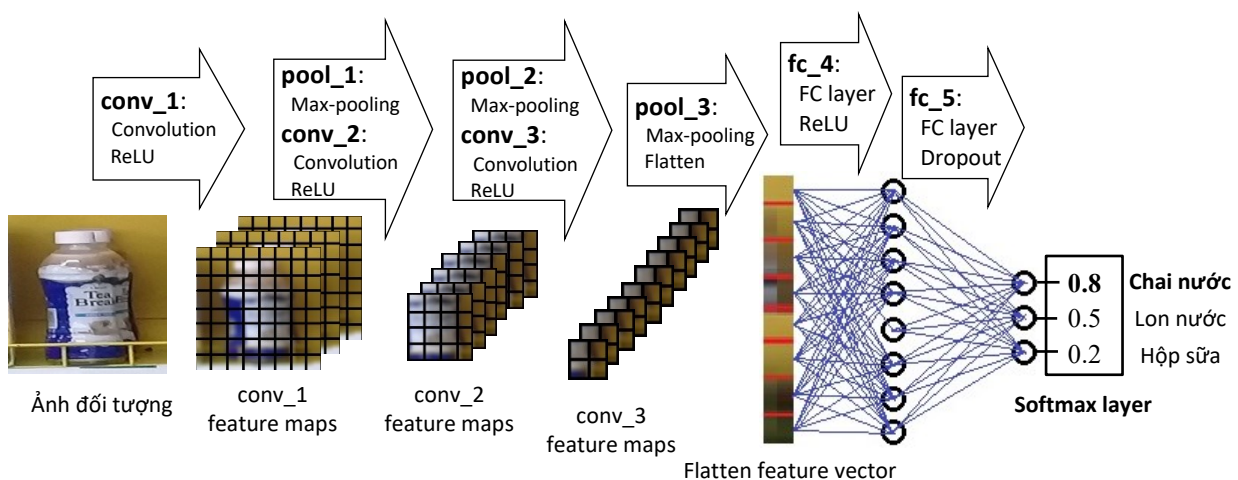 conv_1:
Convolution
ReLU
pool_1:
Max-pooling
conv_2:
Convolution
ReLU
pool_2:
Max-pooling
conv_3:
Convolution
ReLU
pool_3:
Max-pooling
Flatten
fc_4:
FC layer
ReLU
fc_5:
FC layer
Dropout
Tea
Break
0.8 Chai nước
0.5 Lon nước
0.2 Hộp sữa
Softmax layer
Ảnh đối tượng
conv_1
feature maps
conv_2
feature maps
conv_3
feature maps
Flatten feature vector